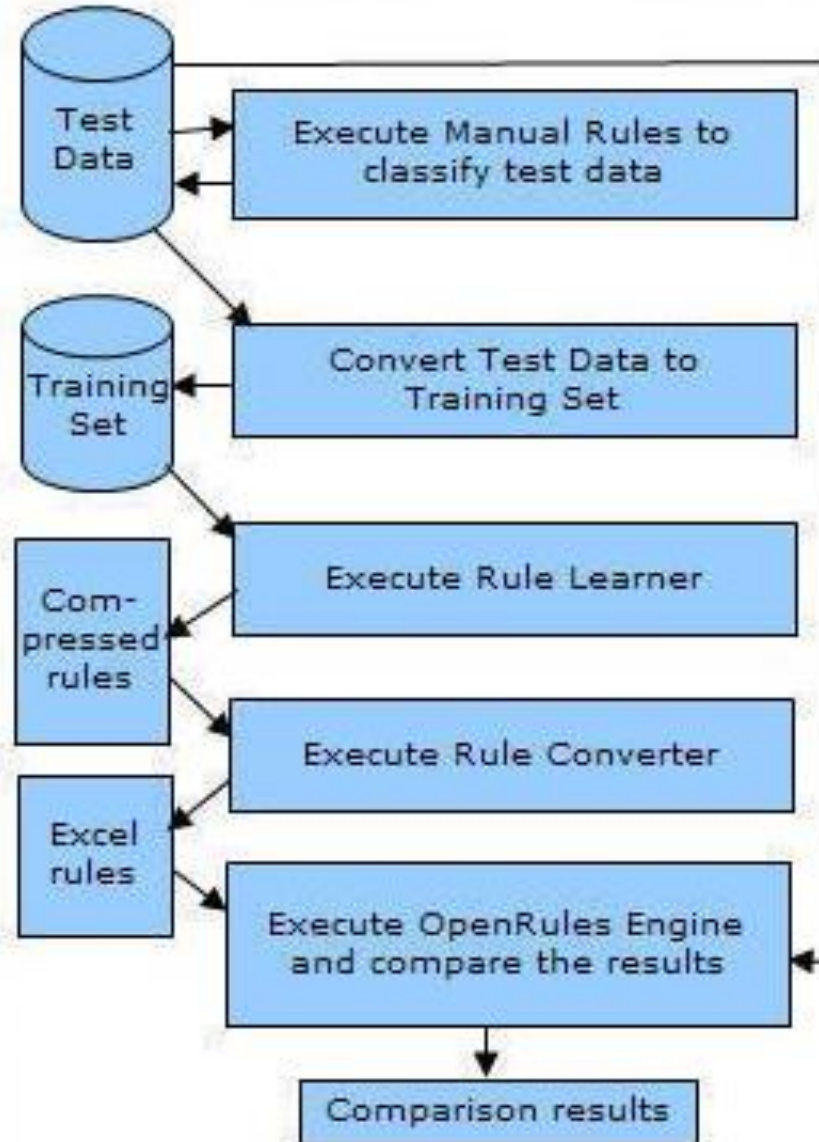 Test
Data
Execute Manual Rules to
classify test data
Convert Test Data to
Training Set
Training
Set
Execute Rule Learner
Com-
pressed
rules
Execute Rule Converter
Excel
rules
Execute OpenRules Engine
and compare the results
Comparison results